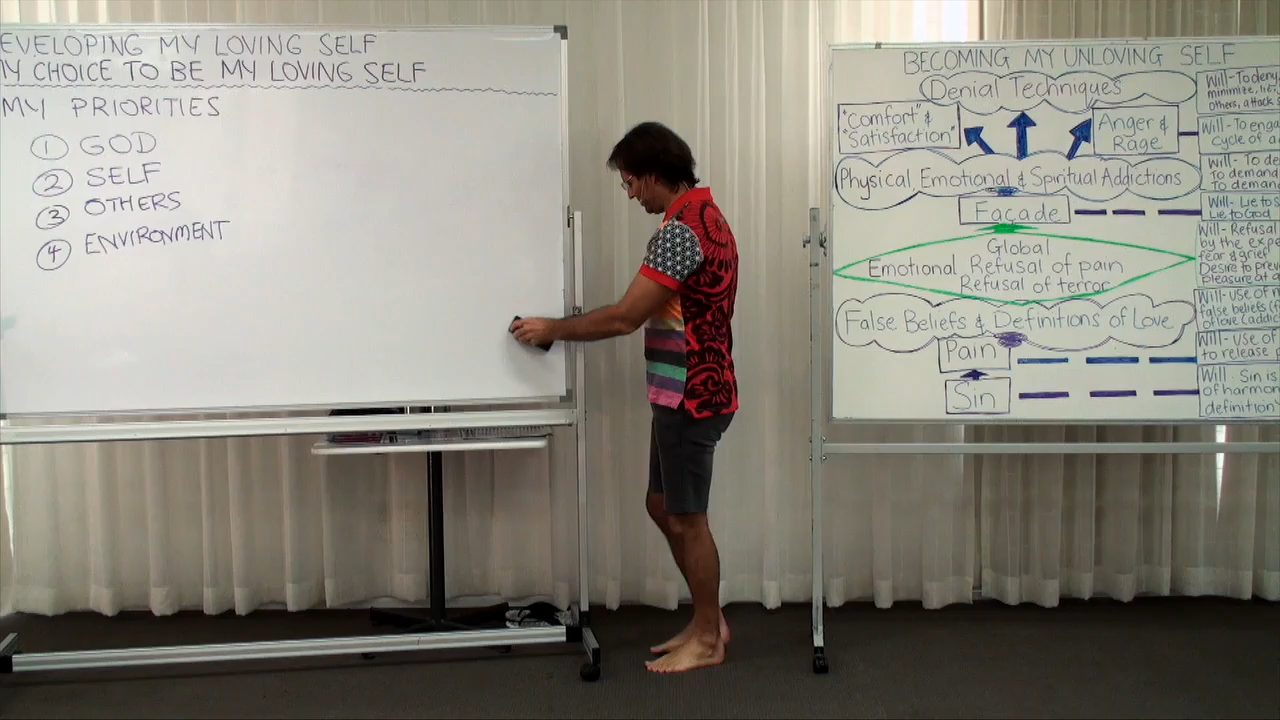 EVELOPING MY LOVING SELF
MY CHOICE TO BE MY LOVING SELF
MY PRIORITIES
1 GOD
2 SELF
3 OTHERS
4 ENVIRONMENT
BECOMING MY UNLOVING SELF
Denial Techniques
"Comfort" &
"Satisfaction"
Anger &
Rage
Physical Emotional & Spiritual Addictions
Façade
Global
Emotional Refusal of pain
Refusal of terror
False Beliefs & Definitions of Love
Pain
Sin
Will - To deny
minimize, lie,
others, attack
Will - To enga
cycle of a
Will - To de
To demand
To demand
Will - Lie to s
Lie to God
Will - Refusal
by the exp
fear & grief
Desire to prev
pleasure of
Will - use of
false beliefs
of love (addi
Will - use
to release
Will - Sin is
of harmon
definition